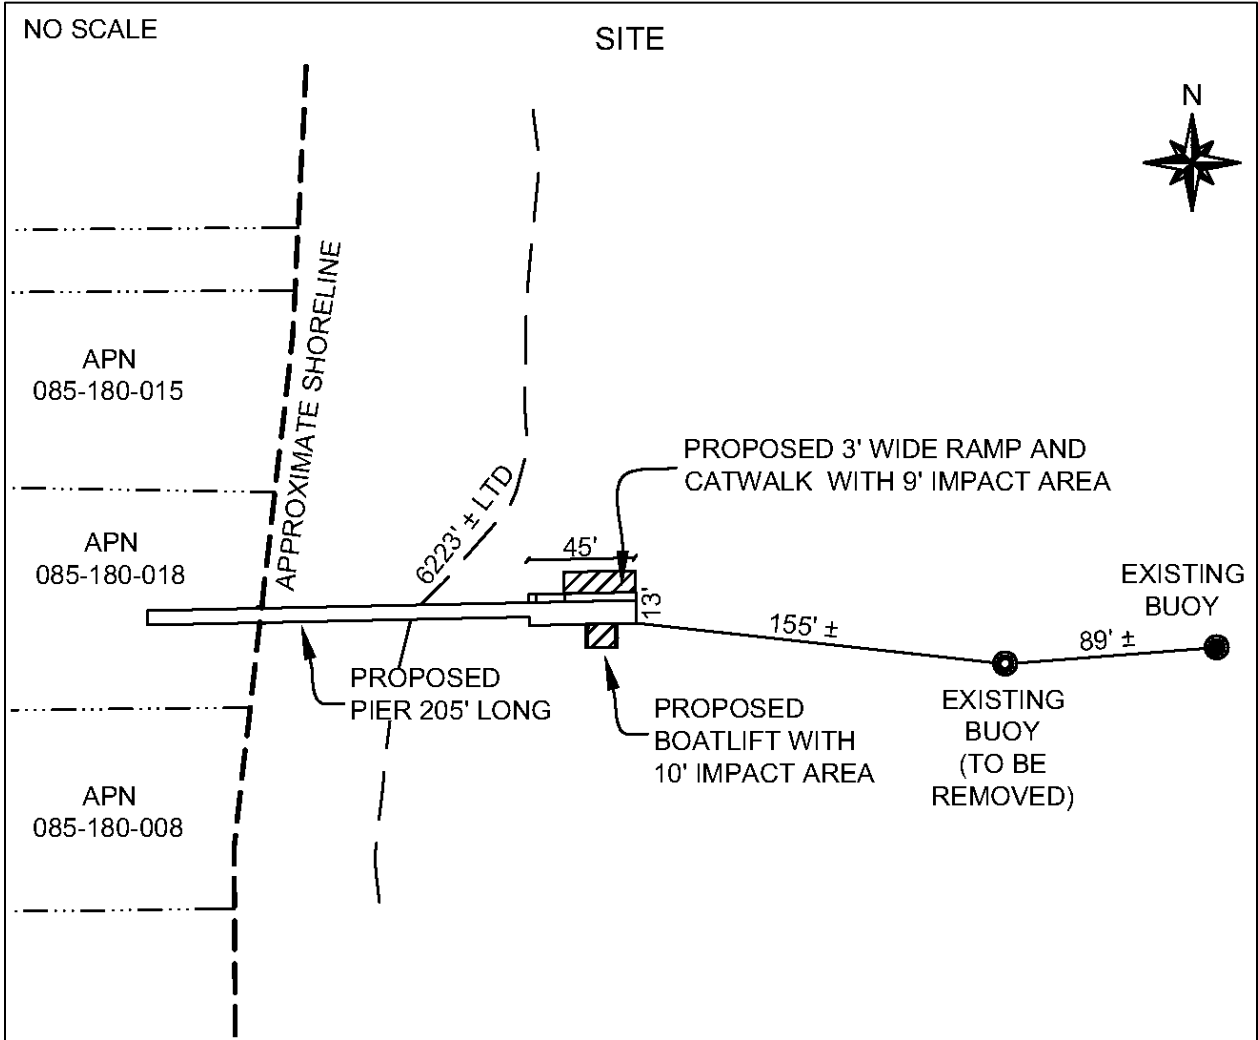 NO SCALE
SITE
N
APPROXIMATE SHORELINE
APN
085-180-015
6223' ± LTD
PROPOSED 3' WIDE RAMP AND
CATWALK WITH 9' IMPACT AREA
APN
085-180-018
45'
13'
155' ±
89' ±
EXISTING
BUOY
PROPOSED
PIER 205' LONG
PROPOSED
BOATLIFT WITH
10' IMPACT AREA
EXISTING
BUOY
(TO BE
REMOVED)
APN
085-180-008